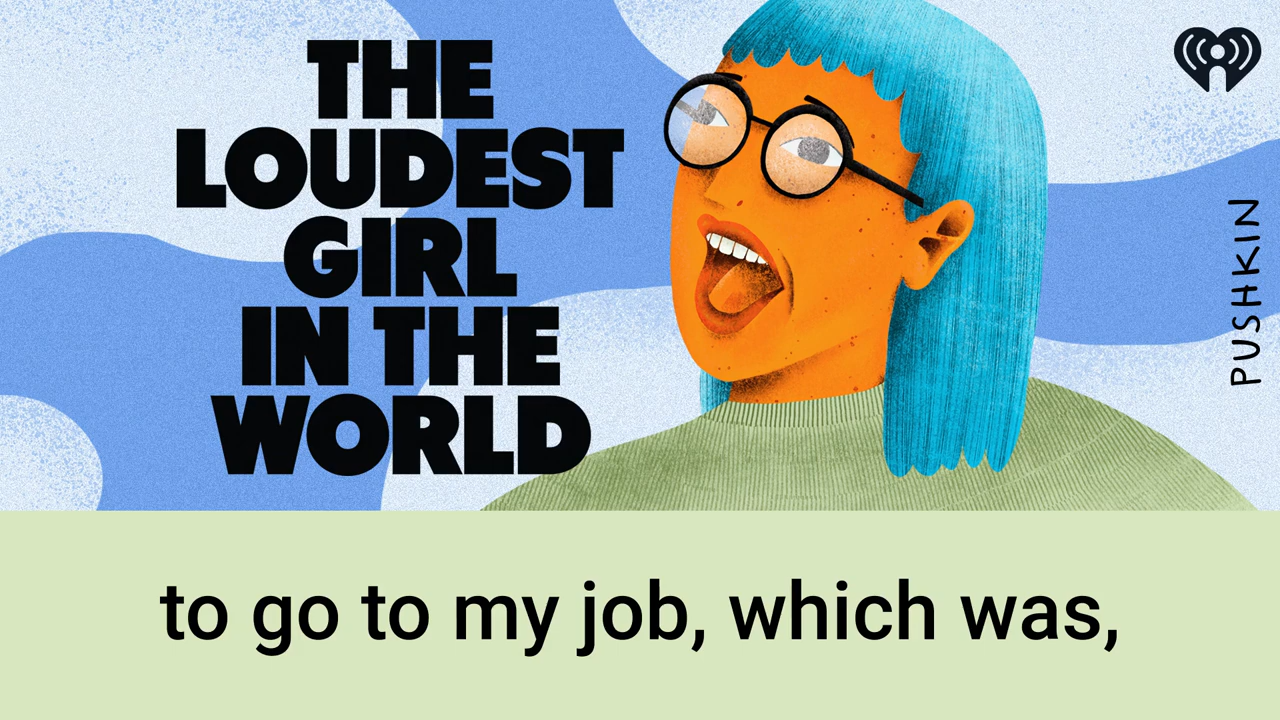 THE
LOUDEST
GIRL
IN THE
WORLD
PUSHKIN
to go to my job, which was,